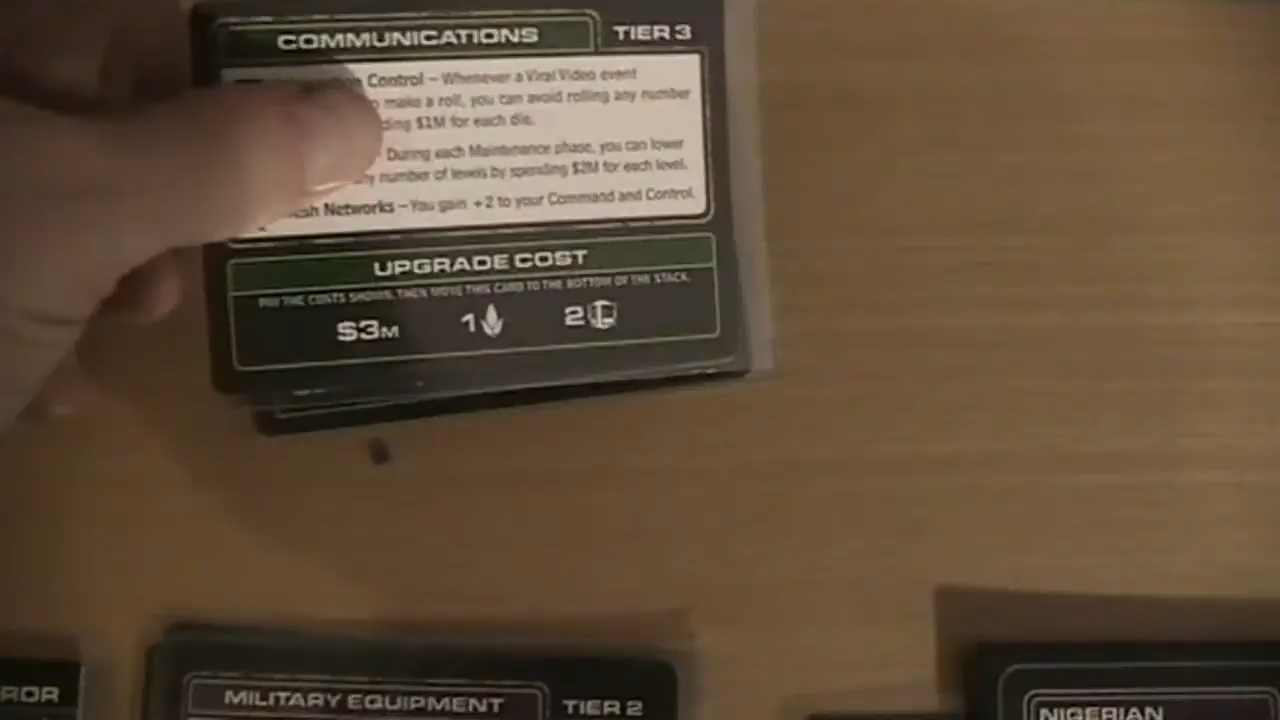 COMMUNICATIONS TIER 3
Control – Whenever a Viral Video event
make a roll, you can avoid rolling any number
$1M for each die.
During each Maintenance phase, you can lower
number of levels by spending $2M for each level.
Networks – You gain +2 to your Command and Control.
UPGRADE COST
PAY THE COSTS SHOWN, THEN MOVE THIS CARD TO THE BOTTOM OF THE STACK.
$3M 1 2
ROR
MILITARY EQUIPMENT TIER 2
NIGERIAN